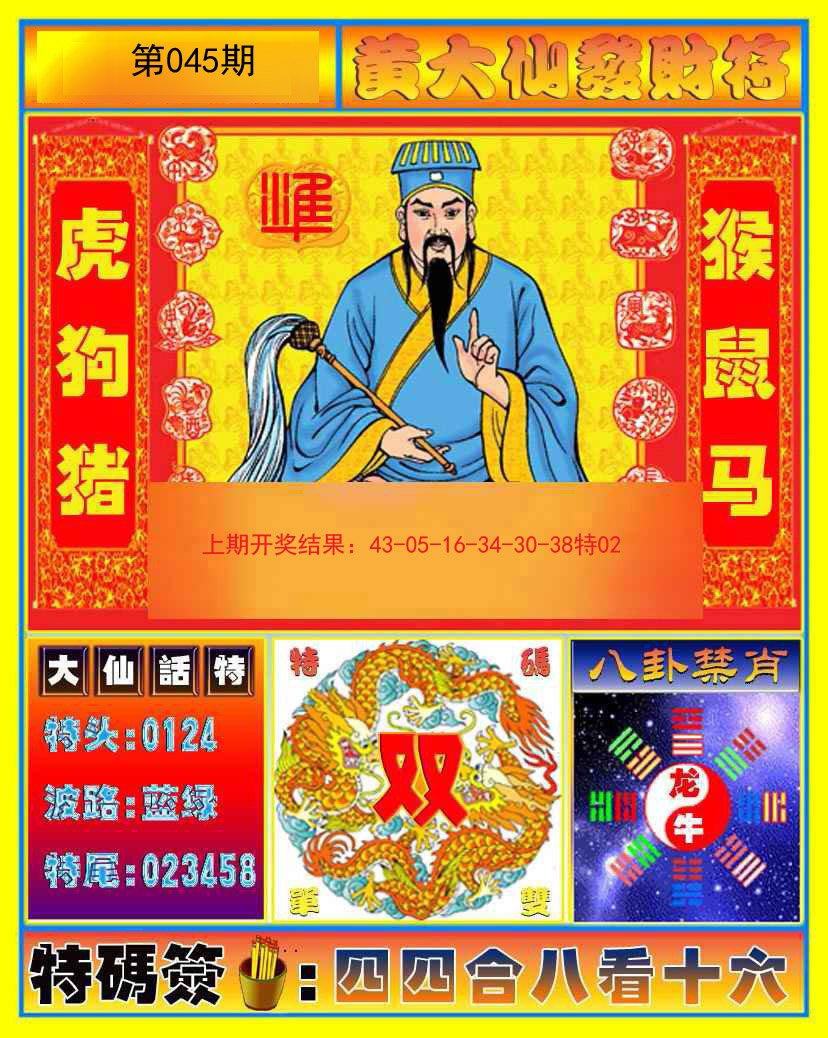 第045期
黄大仙發財符
虎狗猪
猴鼠马
上期开奖结果：43-05-16-34-30-38特02
大仙話特
特头:0124
波路:蓝绿
特尾:023458
特 碼
双
單 雙
八卦禁肖
龙
牛
特碼簽:四四合八看十六